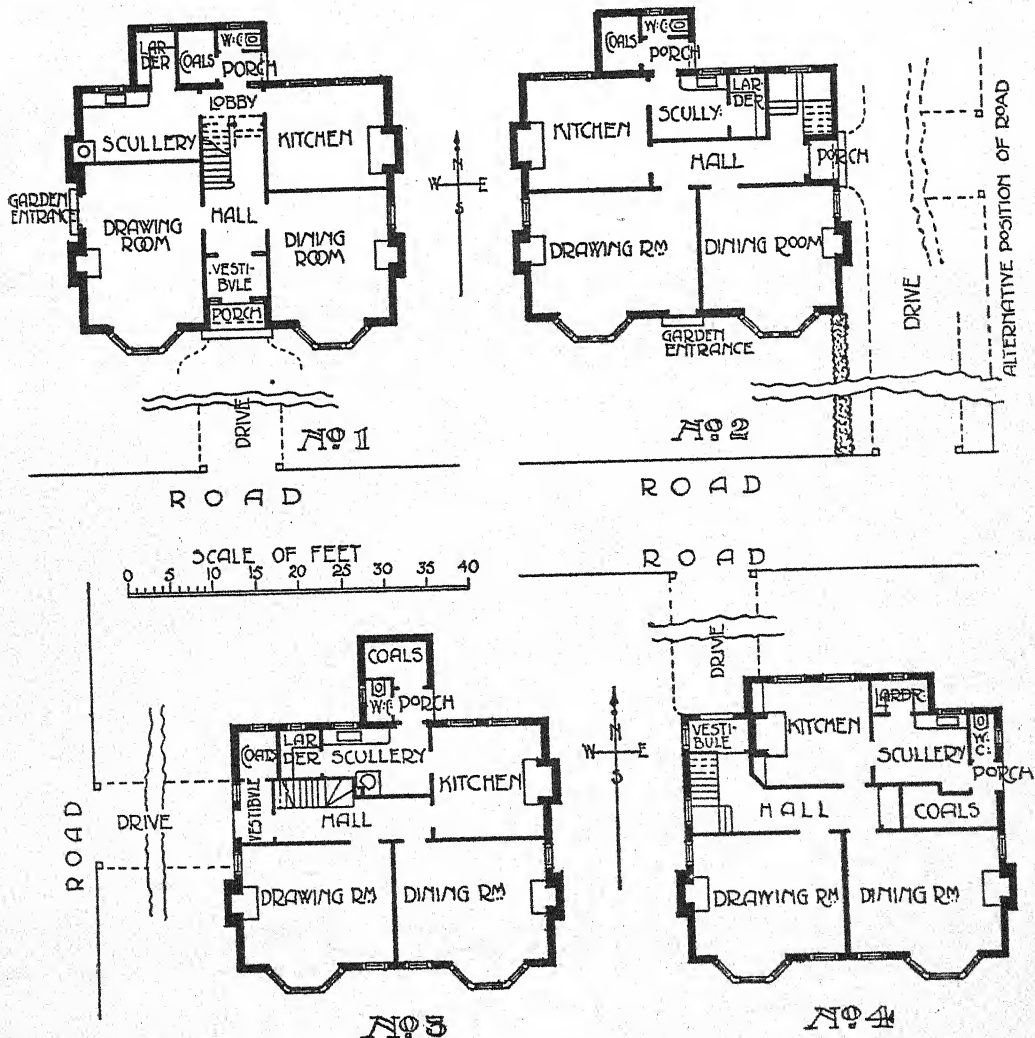 LAR-
DER
COALS
W.C.
PORCH
LOBBY
SCULLERY
KITCHEN
GARDEN
ENTRANCE
DRAWING
ROOM
HALL
DINING
ROOM
VESTI-
BULE
PORCH
DRIVE
No 1
ROAD
N
W E
S
COALS
W.C.
PORCH
KITCHEN
SCULLY.
LAR-
DER
HALL
PORCH
DRAWING RM
DINING ROOM
GARDEN
ENTRANCE
DRIVE
ALTERNATIVE POSITION OF ROAD
No 2
ROAD
SCALE OF FEET
0 5 10 15 20 25 30 35 40
ROAD
DRIVE
COALS
W.C.
PORCH
COATS
LAR-
DER
SCULLERY
KITCHEN
VESTIBULE
HALL
DRAWING RM
DINING RM
No 3
N
W E
S
ROAD
DRIVE
VESTI-
BULE
KITCHEN
LARDR.
SCULLERY
W.C.
PORCH
HALL
COALS
DRAWING RM
DINING RM
No 4